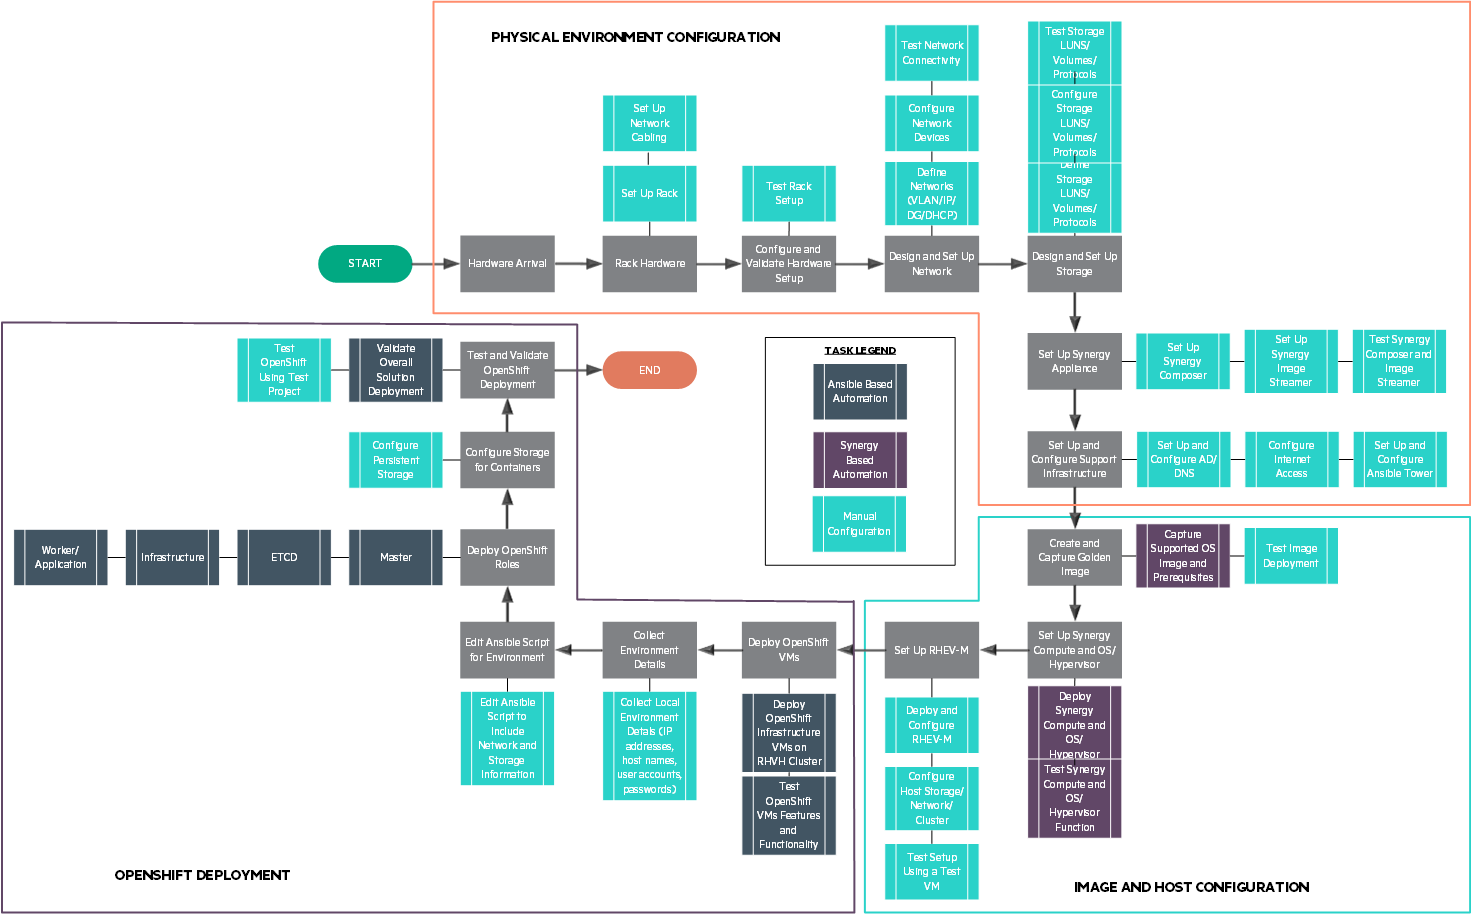 PHYSICAL ENVIRONMENT CONFIGURATION
Test Network
Connectivity
Test Storage
LUNS/
Volumes/
Protocols
Set Up
Network
Cabling
Configure
Network
Devices
Configure
Storage
LUNS/
Volumes/
Protocols
Set Up Rack
Test Rack
Setup
Define
Networks
(VLAN/IP/
DG/DHCP)
Define
Storage
LUNS/
Volumes/
Protocols
START
Hardware Arrival
Rack Hardware
Configure and
Validate Hardware
Setup
Design and Set Up
Network
Design and Set Up
Storage
Set Up Synergy
Appliance
Set Up
Synergy
Composer
Set Up
Synergy
Image
Streamer
Test Synergy
Composer and
Image
Streamer
Set Up and
Configure Support
Infrastructure
Set Up and
Configure AD/
DNS
Configure
Internet
Access
Set Up and
Configure
Ansible Tower
TASK LEGEND
Ansible Based
Automation
Synergy
Based
Automation
Manual
Configuration
Create and
Capture Golden
Image
Capture
Supported OS
Image and
Prerequisites
Test Image
Deployment
Set Up Synergy
Compute and OS/
Hypervisor
Deploy
Synergy
Compute and
OS/
Hypervisor
Test Synergy
Compute and
OS/
Hypervisor
Function
Set Up RHEV-M
Deploy and
Configure
RHEV-M
Configure
Host Storage/
Network/
Cluster
Test Setup
Using a Test
VM
IMAGE AND HOST CONFIGURATION
Deploy OpenShift
VMs
Deploy
OpenShift
Infrastructure
VMs on
RHVH Cluster
Test
OpenShift
VMs Features
and
Functionality
Collect
Environment
Details
Collect Local
Environment
Detals (IP
addresses,
host names,
user accounts,
passwords)
Edit Ansible Script
for Environment
Edit Ansible
Script to
Include
Network and
Storage
Information
Deploy OpenShift
Roles
Master
ETCD
Infrastructure
Worker/
Application
Configure Storage
for Containers
Configure
Persistent
Storage
Test and Validate
OpenShift
Deployment
Validate
Overall
Solution
Deployment
Test
OpenShift
Using Test
Project
END
OPENSHIFT DEPLOYMENT